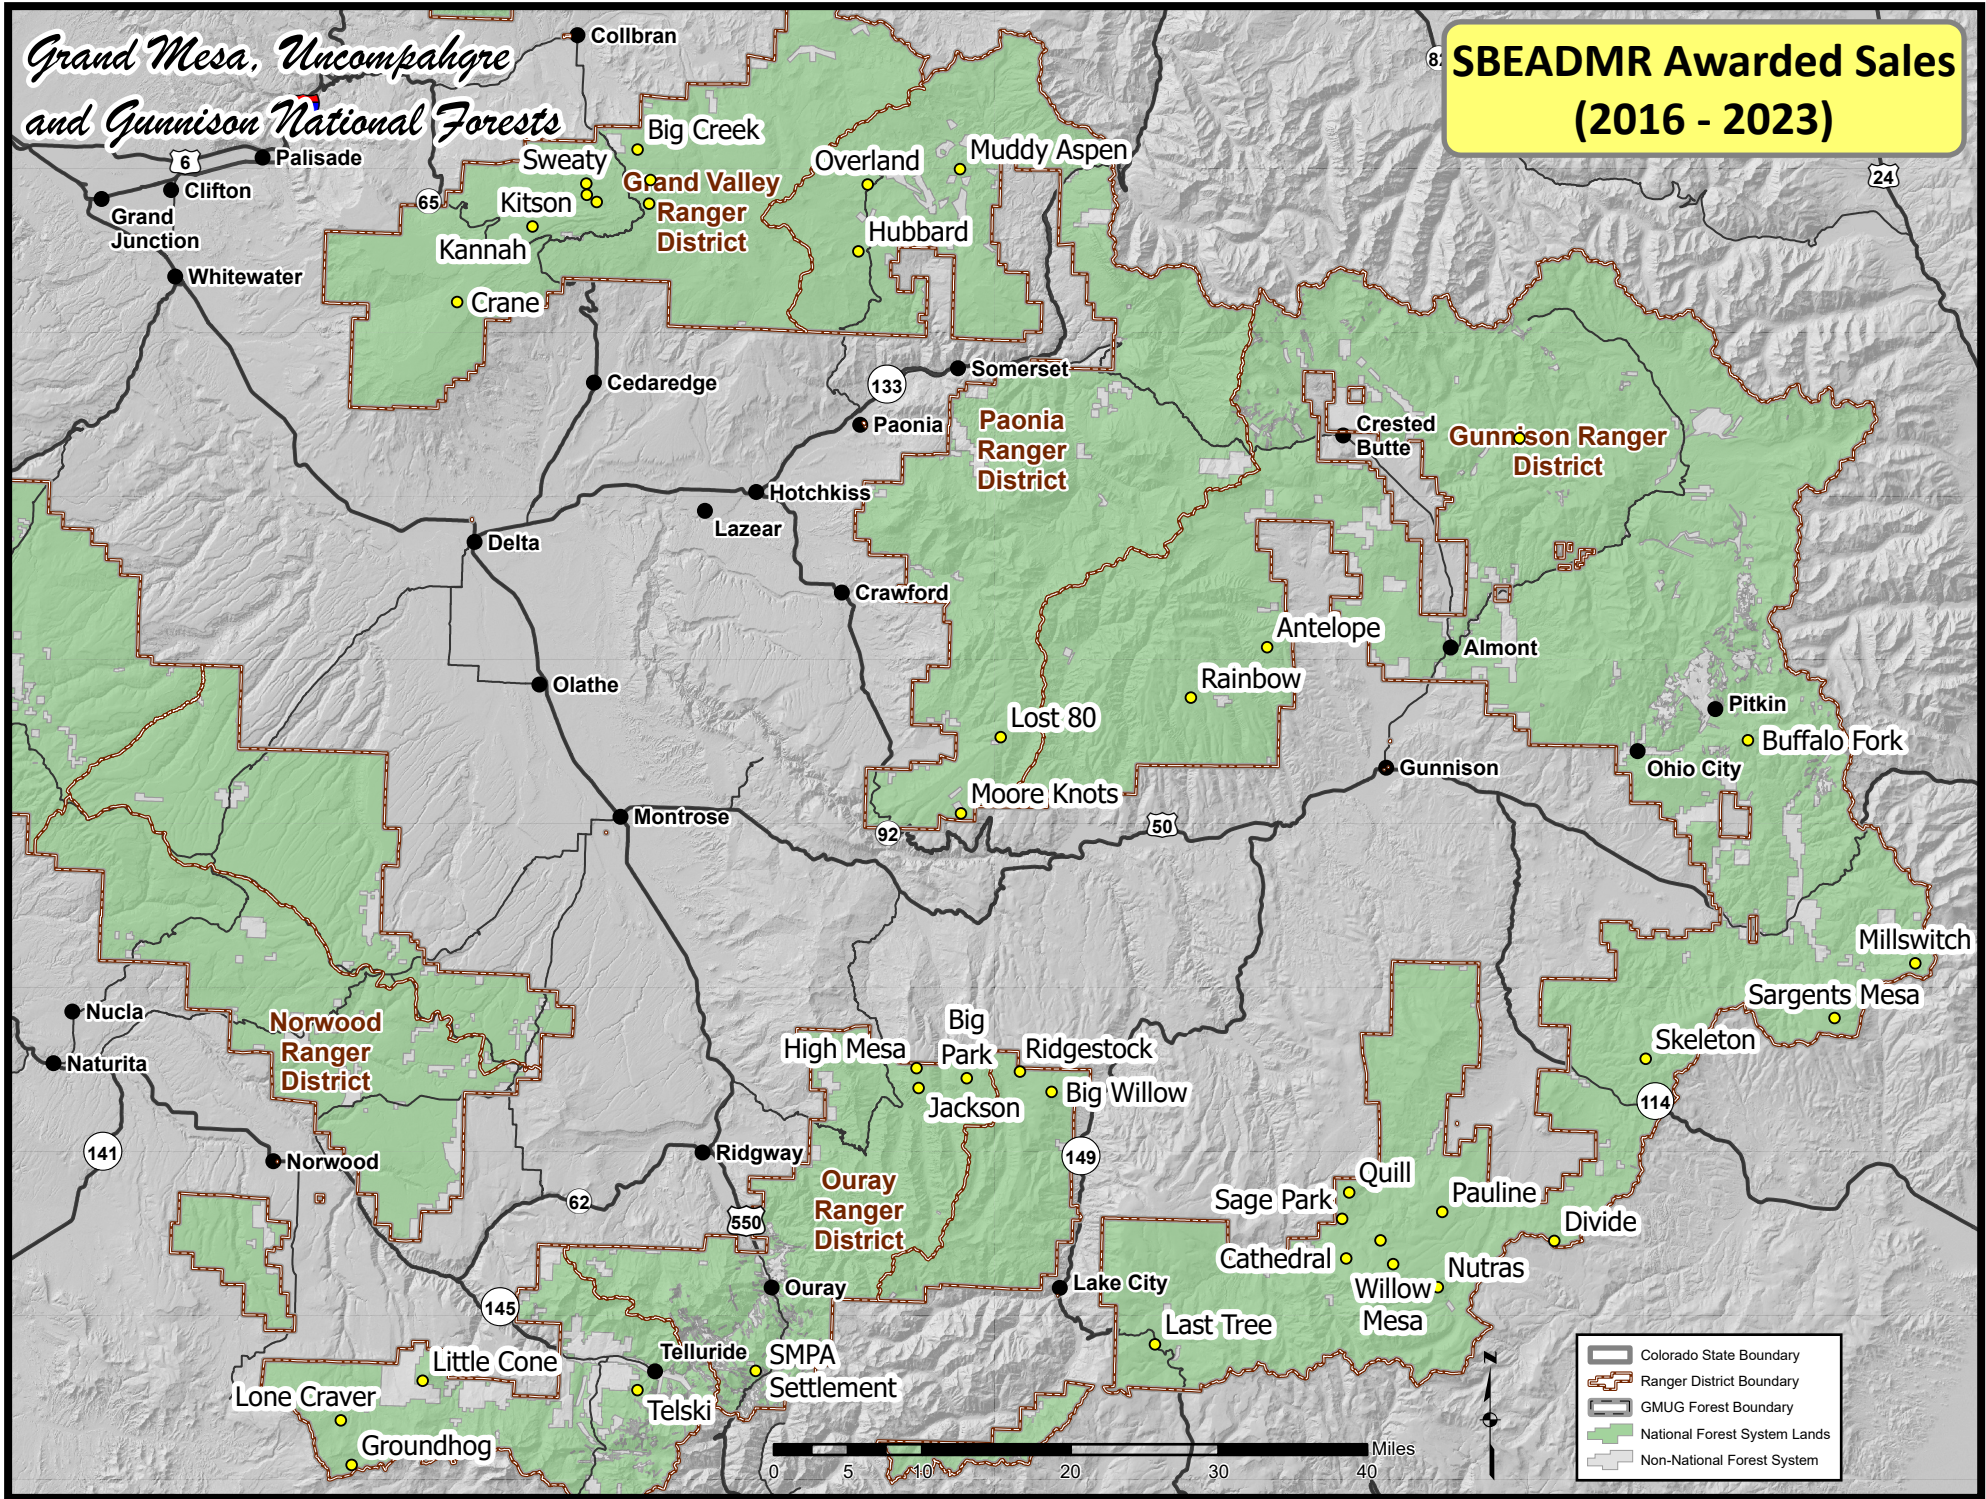 Grand Mesa, Uncompahgre
and Gunnison National Forests
SBEADMR Awarded Sales
(2016 - 2023)
Collbran
82
6
Palisade
Clifton
Grand
Junction
Whitewater
65
24
Big Creek
Sweaty
Kitson
Kannah
Crane
Grand Valley
Ranger
District
Overland
Muddy Aspen
Hubbard
Cedaredge
133
Somerset
Paonia
Paonia
Ranger
District
Crested
Butte
Gunnison Ranger
District
Hotchkiss
Lazear
Delta
Crawford
Olathe
Antelope
Almont
Rainbow
Lost 80
Pitkin
Buffalo Fork
Ohio City
Gunnison
Moore Knots
Montrose
92
50
Millswitch
Sargents Mesa
Skeleton
114
Nucla
Naturita
Norwood
Ranger
District
141
Norwood
High Mesa
Big
Park
Ridgestock
Jackson
Big Willow
149
Ridgway
62
550
Ouray
Ranger
District
Quill
Sage Park
Pauline
Divide
Cathedral
Nutras
Willow
Mesa
Ouray
Lake City
Last Tree
145
Telluride
SMPA
Settlement
Telski
Little Cone
Lone Craver
Groundhog
Miles
0 5 10 20 30 40
N
Colorado State Boundary
Ranger District Boundary
GMUG Forest Boundary
National Forest System Lands
Non-National Forest System